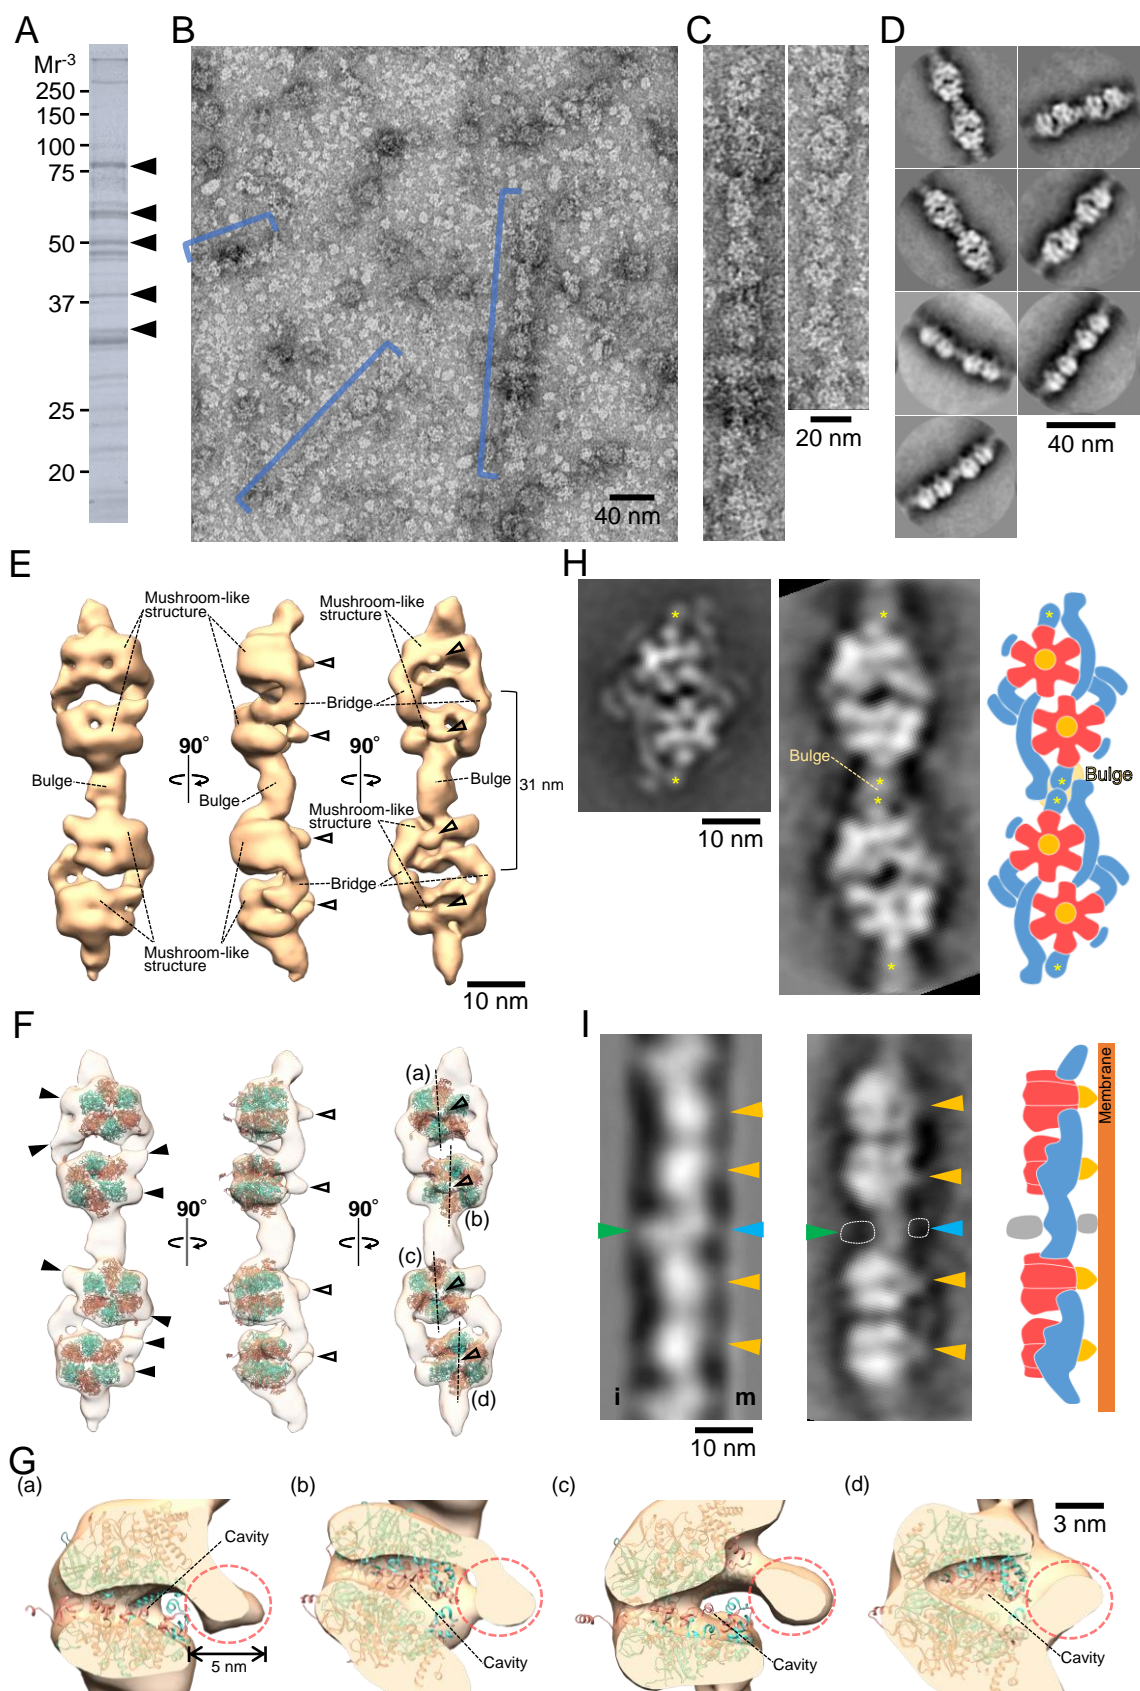 A
B
C
D
Mr-3
250
150
100
75
50
37
25
20
40 nm
20 nm
40 nm
E
Mushroom-like
structure
Mushroom-like
structure
Bridge
90°
90°
Bulge
Bulge
Bulge
31 nm
Mushroom-like
structure
Bridge
Mushroom-like
structure
10 nm
H
*
*
10 nm
*
Bulge
*
*
*
*
Bulge
*
*
*
F
(a)
(b)
90°
90°
(c)
(d)
I
i
m
10 nm
Membrane
G
(a)
(b)
(c)
(d)
Cavity
5 nm
Cavity
Cavity
Cavity
3 nm